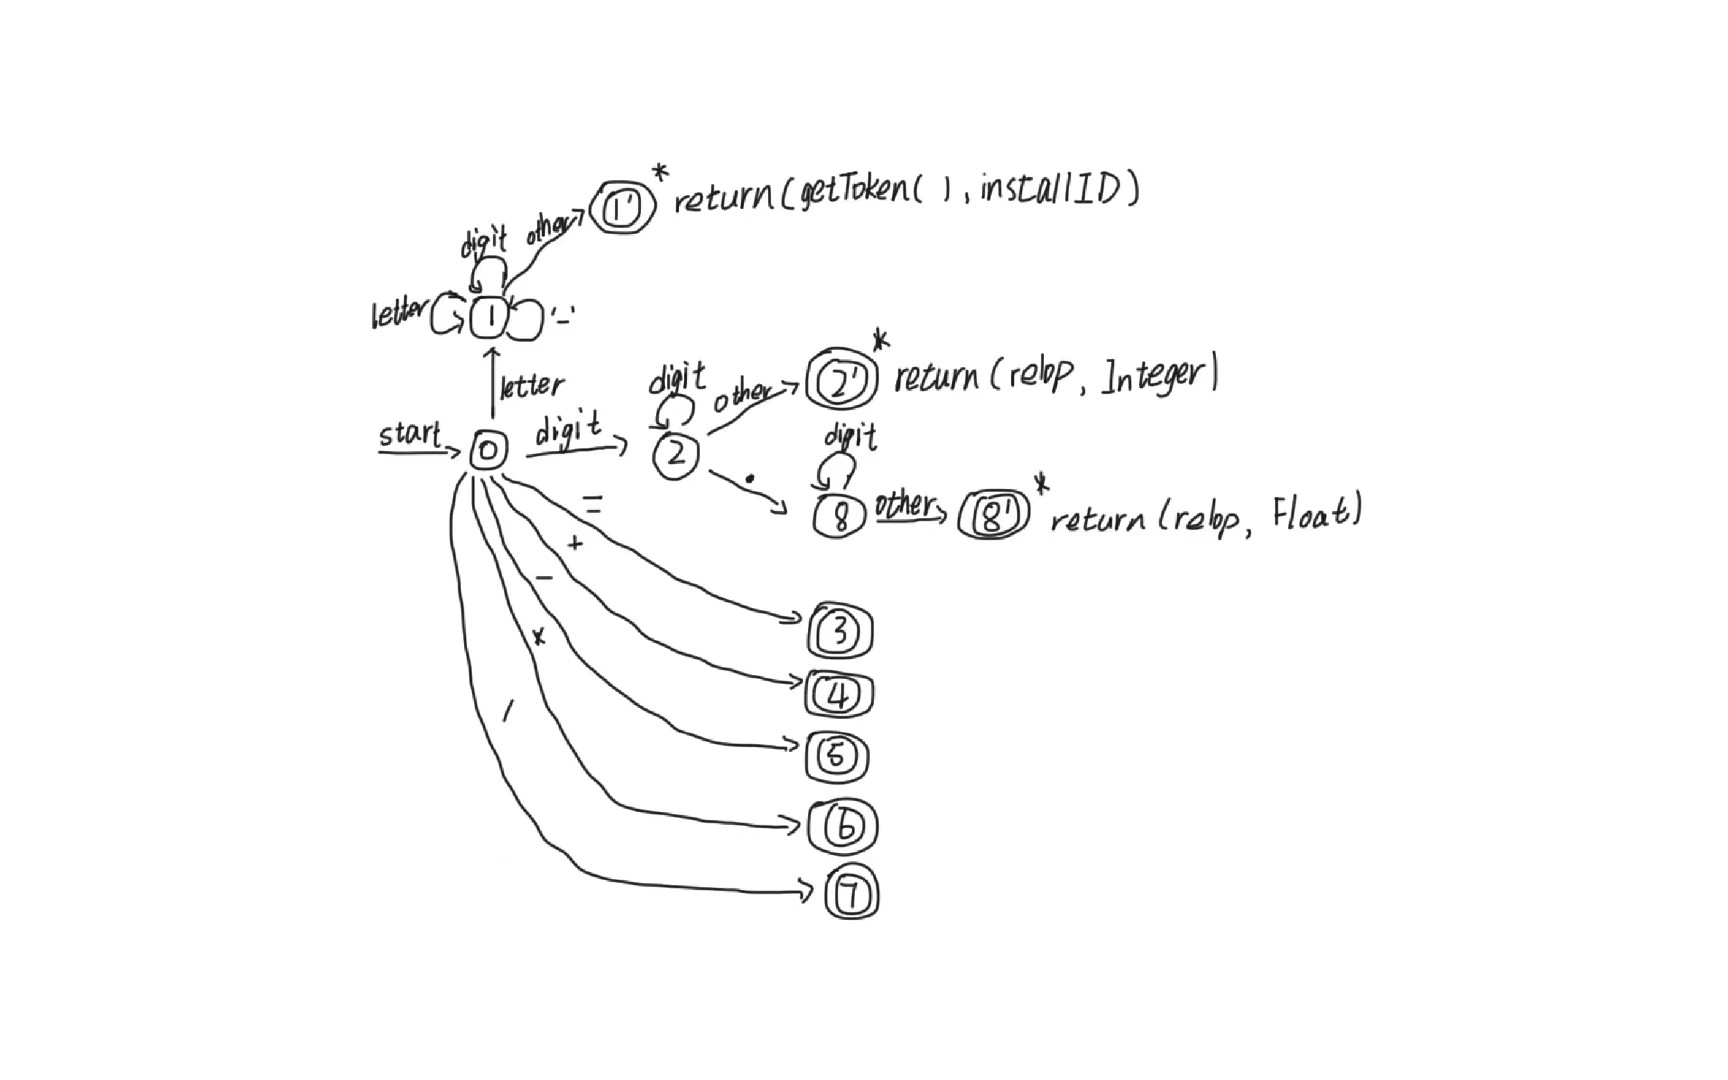 1' * return(getToken( ), installID)
digit other
letter 1 '_'
letter
digit other 2' * return(relop, Integer)
start 0 digit 2
. digit
8 other 8' * return(relop, Float)
=
+
-
3
*
4
/
5
6
7